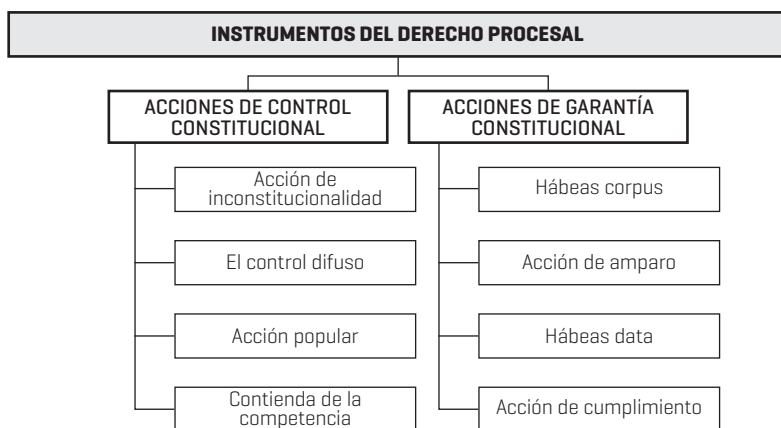 INSTRUMENTOS DEL DERECHO PROCESAL
ACCIONES DE CONTROL
CONSTITUCIONAL
Acción de
inconstitucionalidad
El control difuso
Acción popular
Contienda de la
competencia
ACCIONES DE GARANTÍA
CONSTITUCIONAL
Hábeas corpus
Acción de amparo
Hábeas data
Acción de cumplimiento